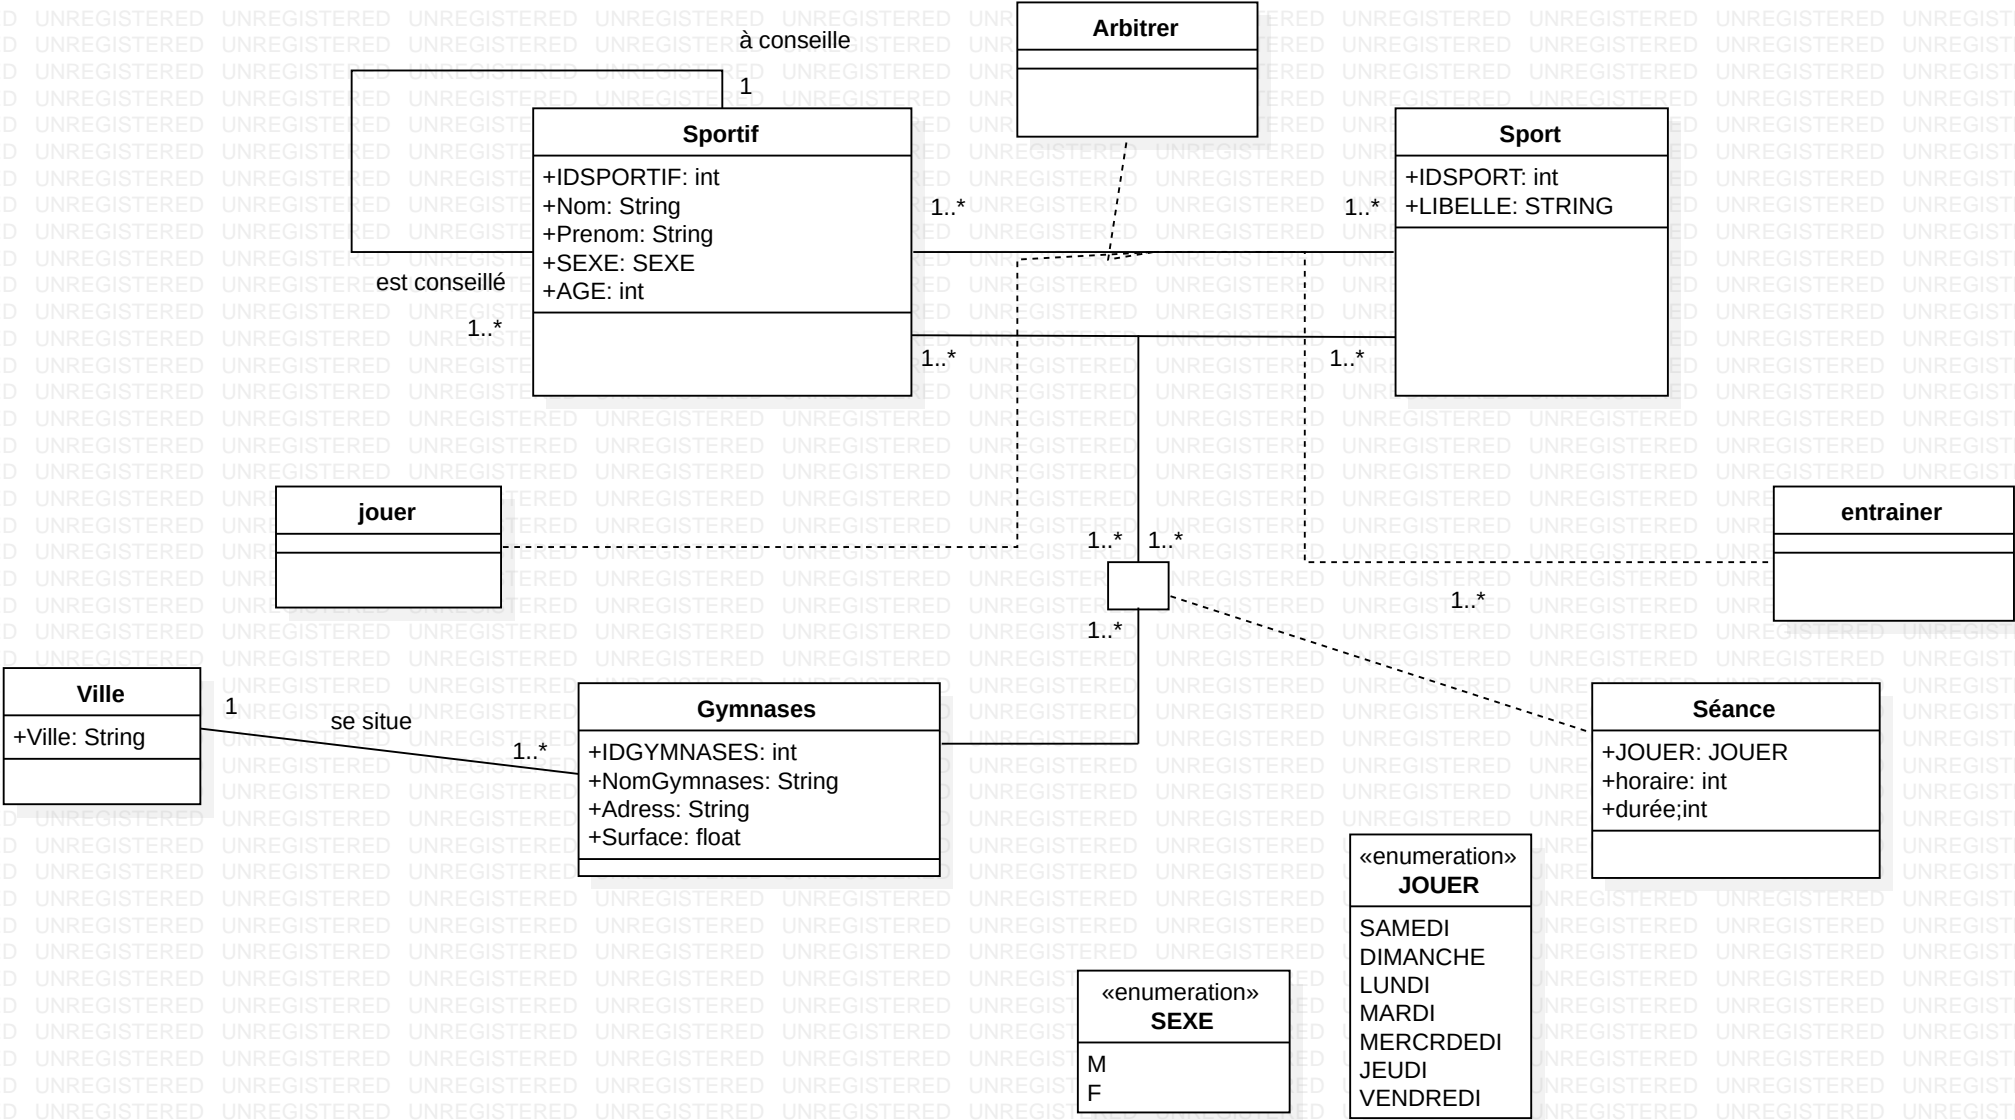 à conseille
1
Arbitrer
Sportif
+IDSPORTIF: int
+Nom: String
+Prenom: String
+SEXE: SEXE
+AGE: int
Sport
+IDSPORT: int
+LIBELLE: STRING
1..*
1..*
est conseillé
1..*
1..*
1..*
jouer
entrainer
1..*
1..*
1..*
1..*
Ville
+Ville: String
1
se situe
1..*
Gymnases
+IDGYMNASES: int
+NomGymnases: String
+Adress: String
+Surface: float
Séance
+JOUER: JOUER
+horaire: int
+durée;int
«enumeration»
JOUER
SAMEDI
DIMANCHE
LUNDI
MARDI
MERCRDEDI
JEUDI
VENDREDI
«enumeration»
SEXE
M
F
UNREGISTERED